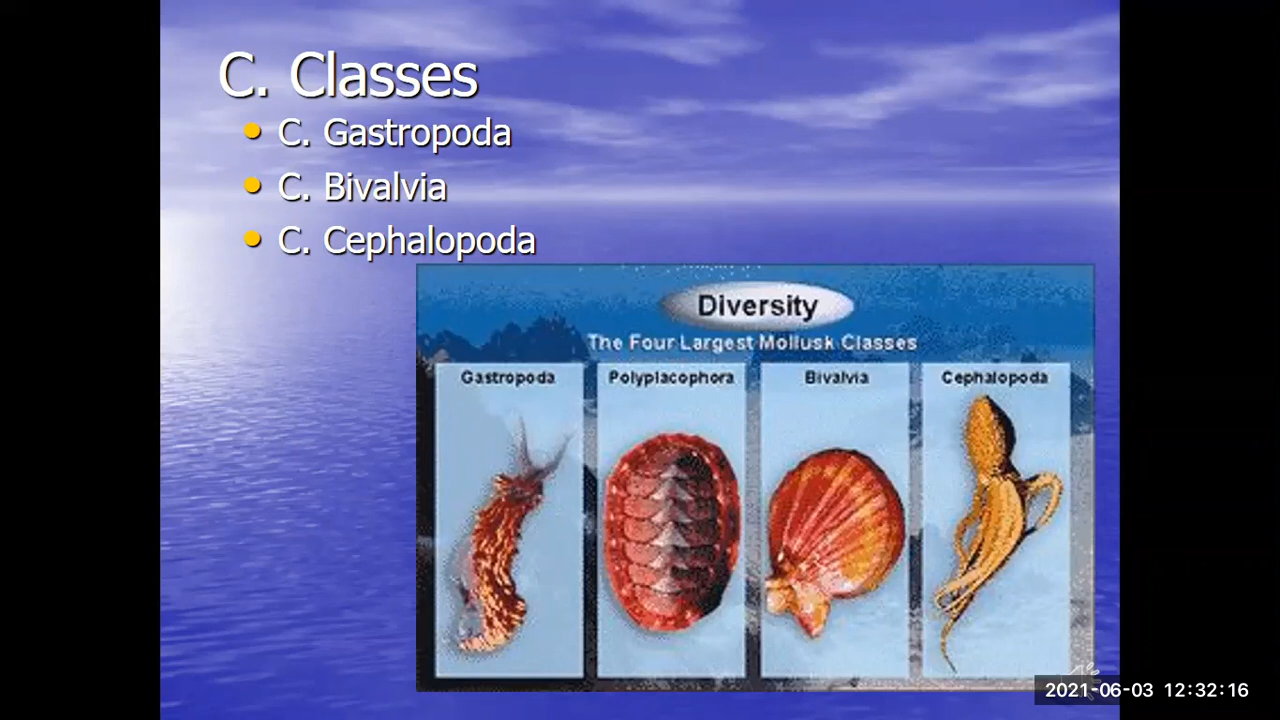 C. Classes
C. Gastropoda
C. Bivalvia
C. Cephalopoda
Diversity
The Four Largest Mollusk Classes
Gastropoda
Polyplacophora
Bivalvia
Cephalopoda
2021-06-03 12:32:16